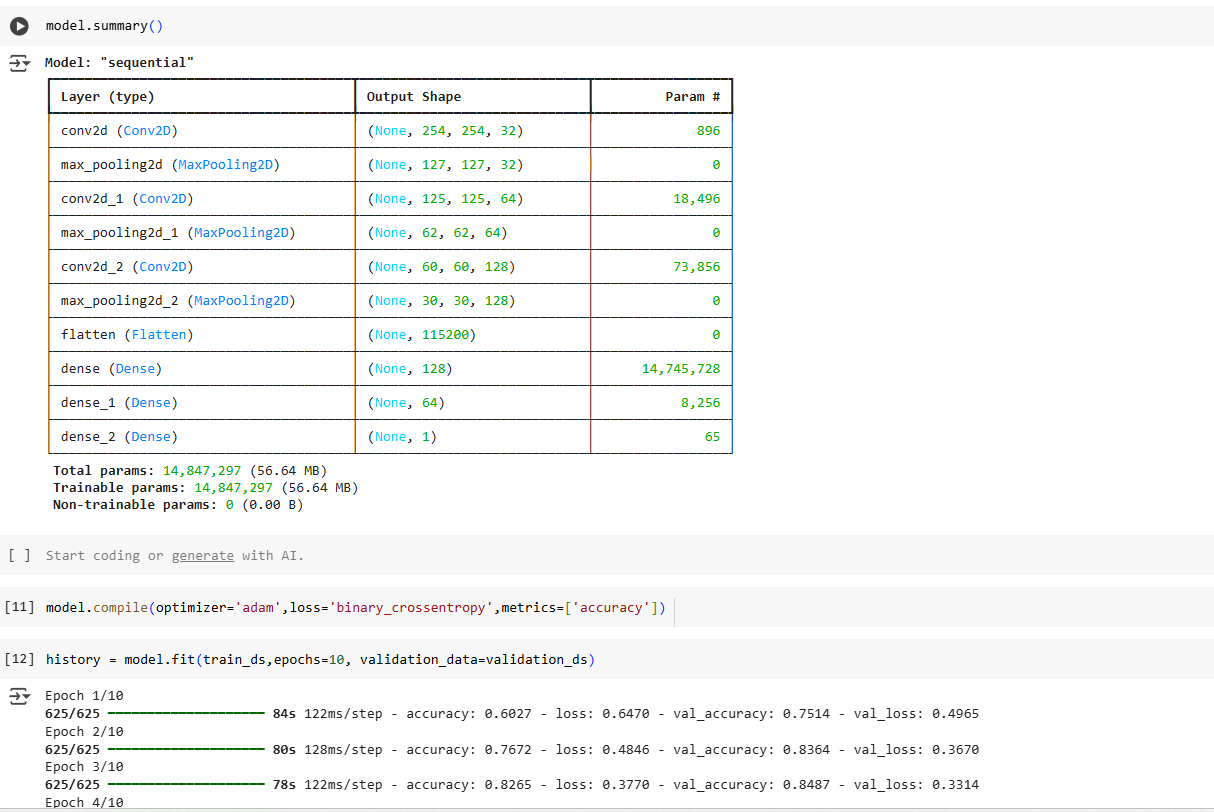 model.summary()
Model: "sequential"
Layer (type) Output Shape Param #
conv2d (Conv2D) (None, 254, 254, 32) 896
max_pooling2d (MaxPooling2D) (None, 127, 127, 32) 0
conv2d_1 (Conv2D) (None, 125, 125, 64) 18,496
max_pooling2d_1 (MaxPooling2D) (None, 62, 62, 64) 0
conv2d_2 (Conv2D) (None, 60, 60, 128) 73,856
max_pooling2d_2 (MaxPooling2D) (None, 30, 30, 128) 0
flatten (Flatten) (None, 115200) 0
dense (Dense) (None, 128) 14,745,728
dense_1 (Dense) (None, 64) 8,256
dense_2 (Dense) (None, 1) 65
Total params: 14,847,297 (56.64 MB)
Trainable params: 14,847,297 (56.64 MB)
Non-trainable params: 0 (0.00 B)
[ ] Start coding or generate with AI.
[11] model.compile(optimizer='adam',loss='binary_crossentropy',metrics=['accuracy'])
[12] history = model.fit(train_ds,epochs=10, validation_data=validation_ds)
Epoch 1/10
625/625 84s 122ms/step - accuracy: 0.6027 - loss: 0.6470 - val_accuracy: 0.7514 - val_loss: 0.4965
Epoch 2/10
625/625 80s 128ms/step - accuracy: 0.7672 - loss: 0.4846 - val_accuracy: 0.8364 - val_loss: 0.3670
Epoch 3/10
625/625 78s 122ms/step - accuracy: 0.8265 - loss: 0.3770 - val_accuracy: 0.8487 - val_loss: 0.3314
Epoch 4/10